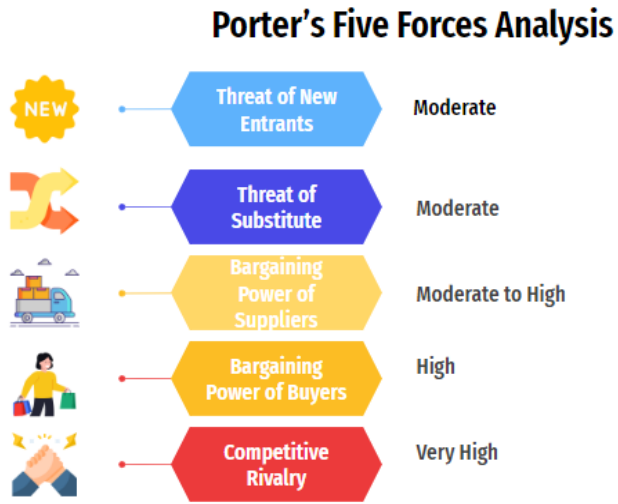 Porter’s Five Forces Analysis
NEW
Threat of New
Entrants
Moderate
Threat of
Substitute
Moderate
Bargaining
Power of
Suppliers
Moderate to High
Bargaining
Power of Buyers
High
Competitive
Rivalry
Very High